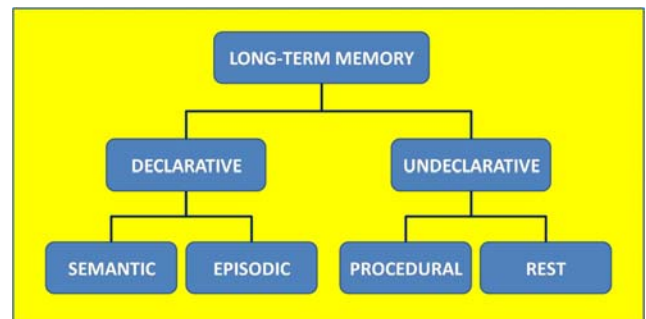 LONG-TERM MEMORY
DECLARATIVE
UNDECLARATIVE
SEMANTIC
EPISODIC
PROCEDURAL
REST